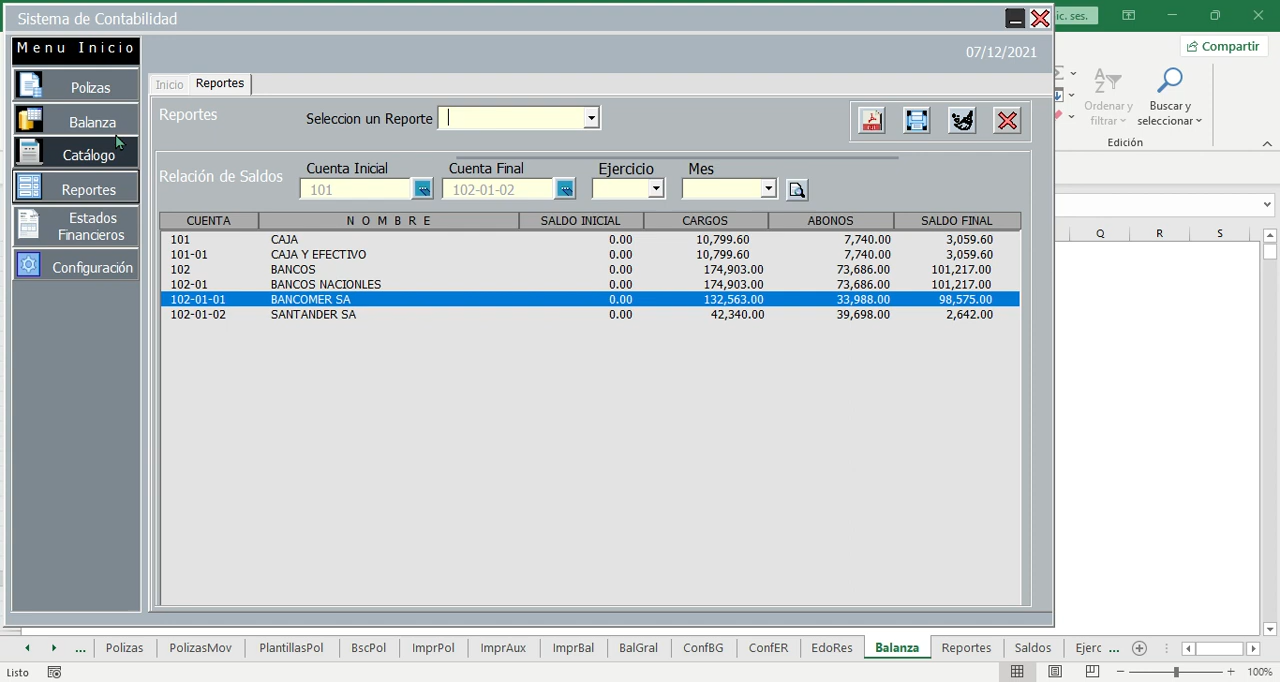 Sistema de Contabilidad
ic. ses.
Menu Inicio
07/12/2021
Compartir
Polizas
Balanza
Catálogo
Reportes
Estados
Financieros
Configuración
Inicio
Reportes
Reportes
Seleccion un Reporte
Ordenar y
filtrar
Buscar y
seleccionar
Edición
Relación de Saldos
Cuenta Inicial
Cuenta Final
Ejercicio
Mes
101
102-01-02
CUENTA N O M B R E SALDO INICIAL CARGOS ABONOS SALDO FINAL
101 CAJA 0.00 10,799.60 7,740.00 3,059.60
101-01 CAJA Y EFECTIVO 0.00 10,799.60 7,740.00 3,059.60
102 BANCOS 0.00 174,903.00 73,686.00 101,217.00
102-01 BANCOS NACIONLES 0.00 174,903.00 73,686.00 101,217.00
102-01-01 BANCOMER SA 0.00 132,563.00 33,988.00 98,575.00
102-01-02 SANTANDER SA 0.00 42,340.00 39,698.00 2,642.00
Q R S
... Polizas PolizasMov PlantillasPol BscPol ImprPol ImprAux ImprBal BalGral ConfBG ConfER EdoRes Balanza Reportes Saldos Ejerc ...
Listo
100%